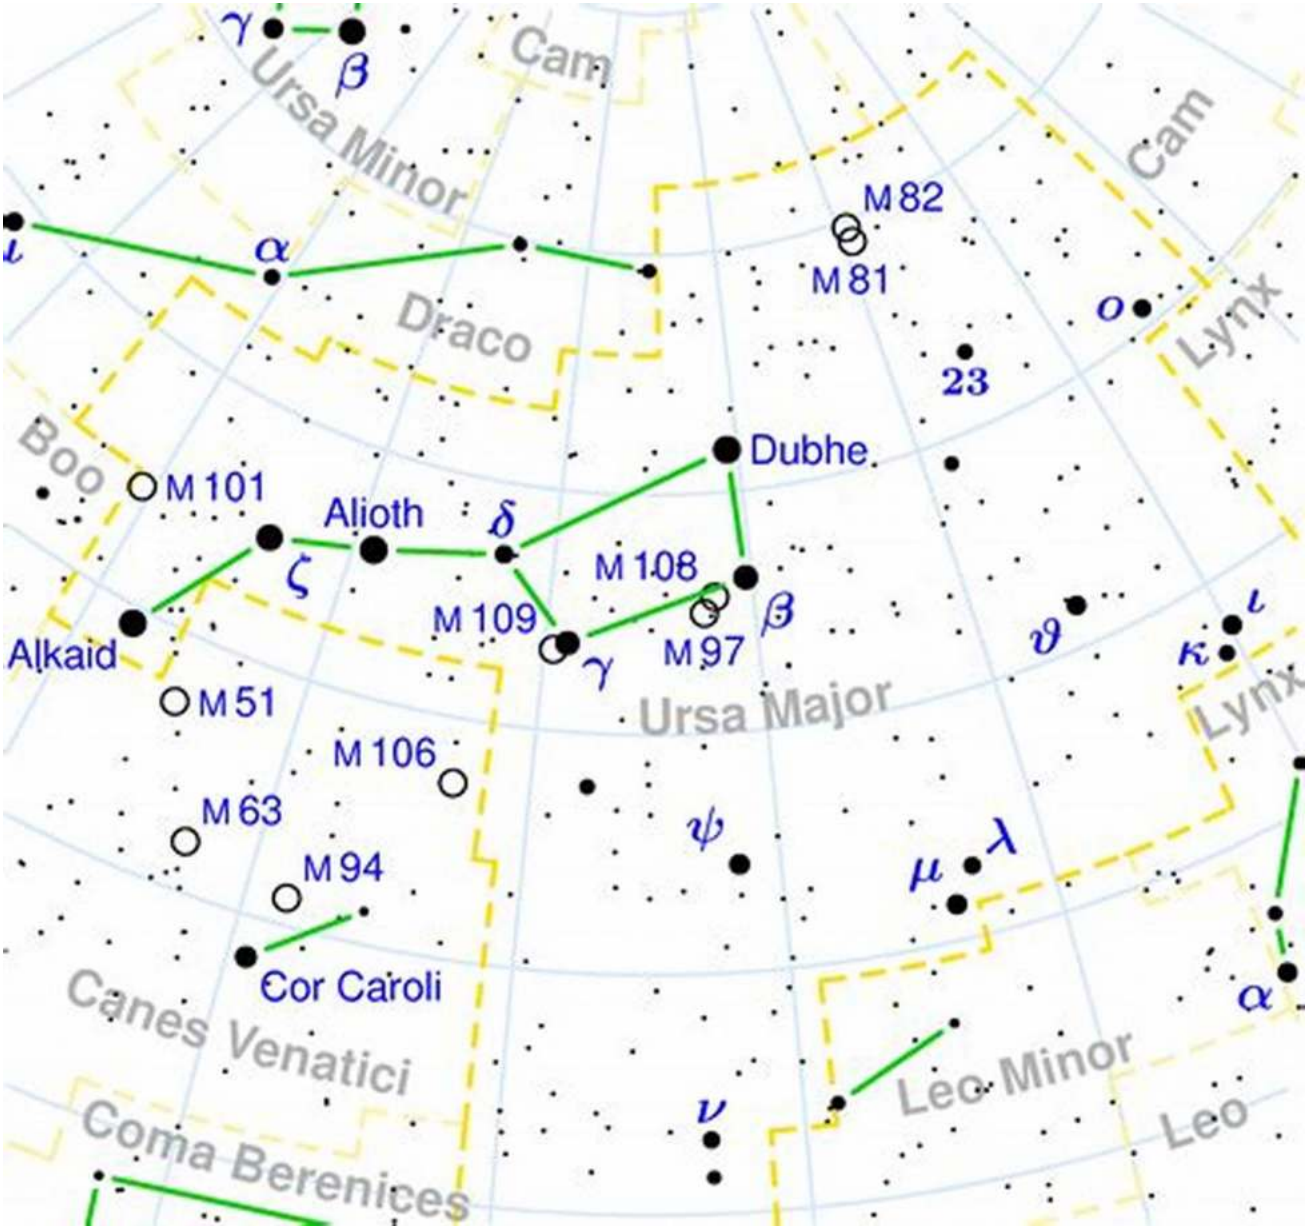 γ
β
Cam
Ursa Minor
Cam
M 82
ι
α
M 81
ο
Lynx
Draco
23
Boo
Dubhe
M 101
Alioth
δ
ζ
M 108
β
M 109
γ
M 97
Alkaid
ϑ
ι
κ
M 51
Ursa Major
Lynx
M 106
M 63
ψ
λ
μ
M 94
Cor Caroli
α
Canes Venatici
Leo Minor
ν
Leo
Coma Berenices